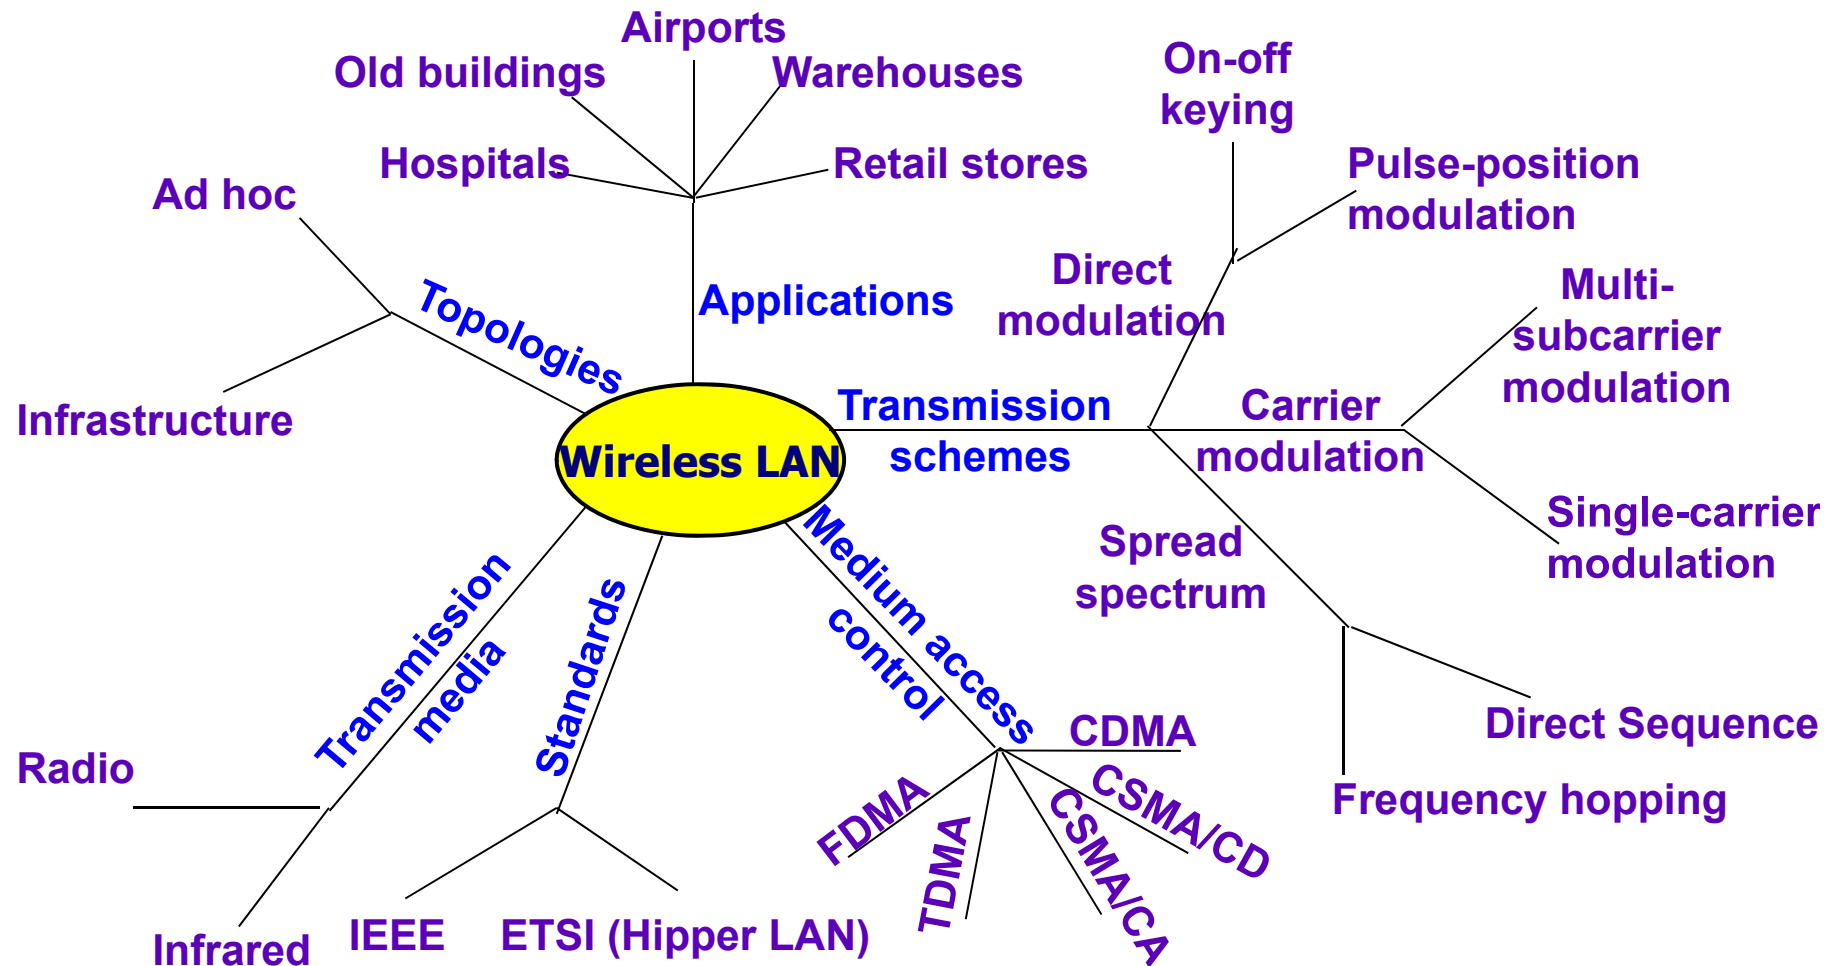 Airports
Old buildings
Warehouses
Hospitals
Retail stores
Applications
Ad hoc
Infrastructure
Topologies
Wireless LAN
On-off
keying
Pulse-position
modulation
Direct
modulation
Multi-
subcarrier
modulation
Transmission
schemes
Carrier
modulation
Single-carrier
modulation
Spread
spectrum
Direct Sequence
Frequency hopping
Medium access
control
CDMA
CSMA/CD
CSMA/CA
TDMA
FDMA
Standards
IEEE
ETSI (Hipper LAN)
Transmission
media
Radio
Infrared